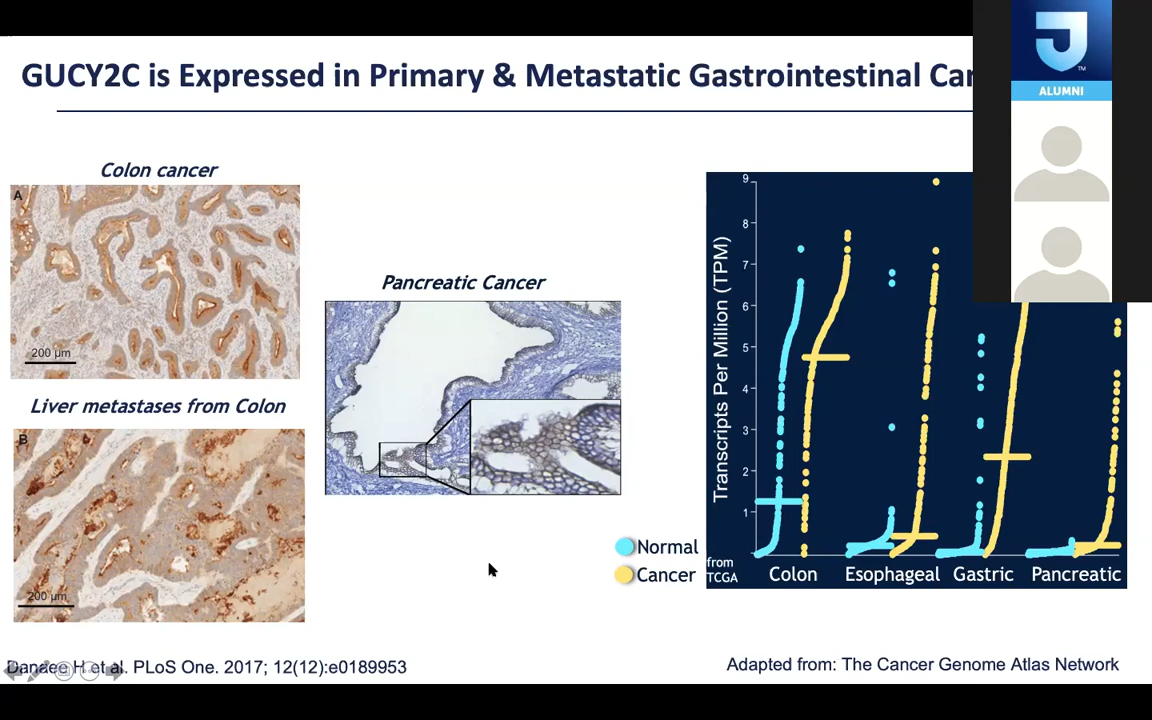 GUCY2C is Expressed in Primary & Metastatic Gastrointestinal
ALUMNI
TM
Colon cancer
A
200 µm
Liver metastases from Colon
B
200 µm
Pancreatic Cancer
Normal
Cancer
Transcripts Per Million (TPM)
9
8
7
6
5
4
3
2
1
from
TCGA
Colon Esophageal Gastric Pancreatic
Danaee H et al. PLoS One. 2017; 12(12):e0189953
Adapted from: The Cancer Genome Atlas Network